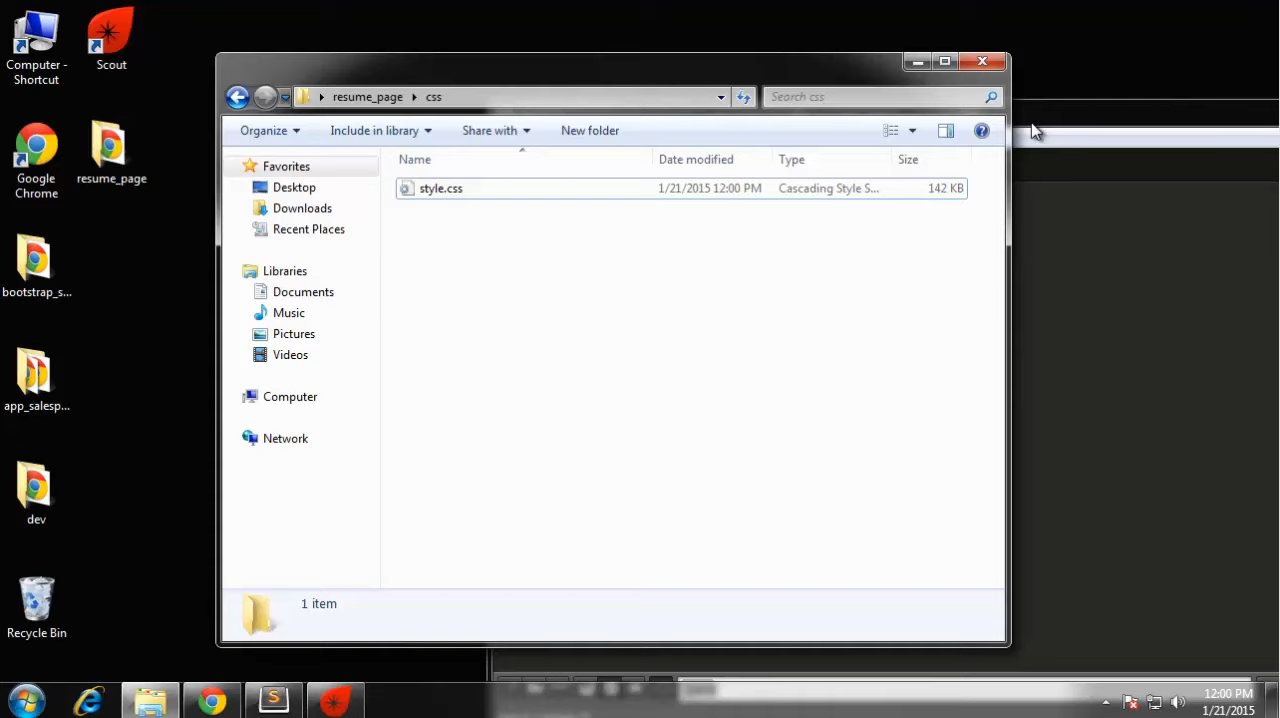 Computer -
Shortcut
Scout
Google
Chrome
resume_page
bootstrap_s...
app_salesp...
dev
Recycle Bin
resume_page css
Search css
Organize Include in library Share with New folder
Name Date modified Type Size
style.css 1/21/2015 12:00 PM Cascading Style S... 142 KB
Favorites
Desktop
Downloads
Recent Places
Libraries
Documents
Music
Pictures
Videos
Computer
Network
1 item
12:00 PM
1/21/2015